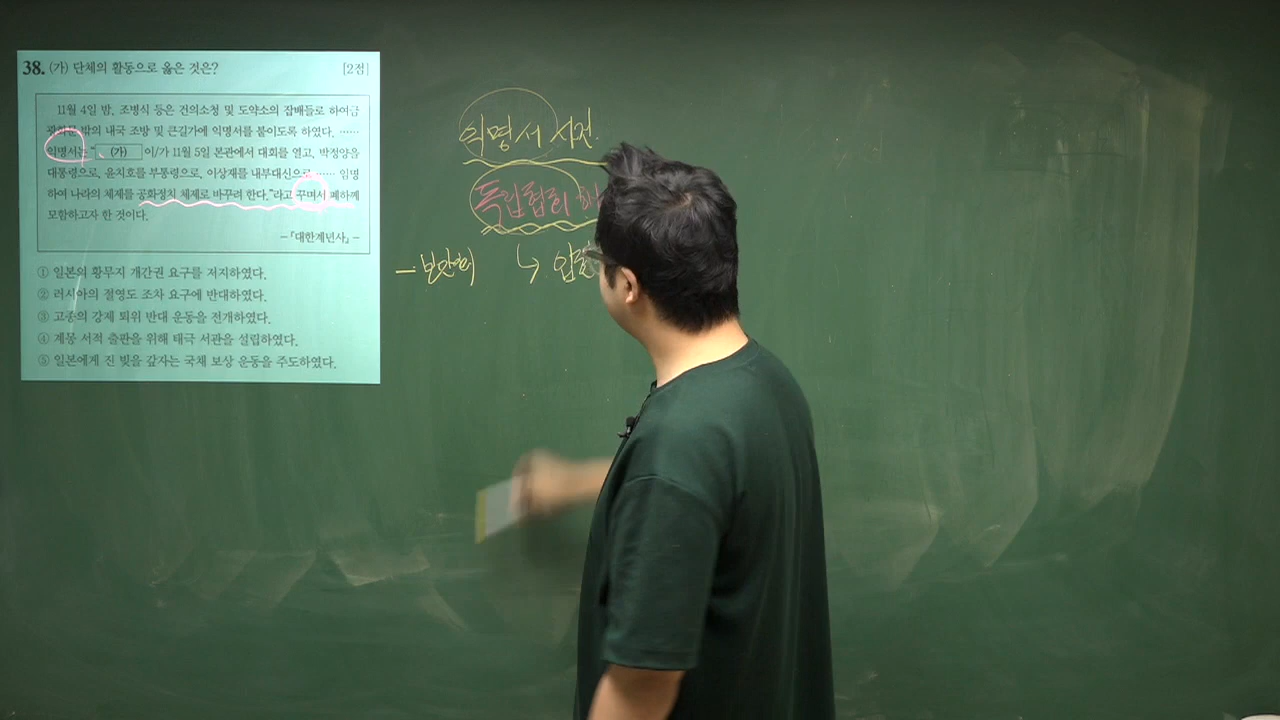 38. (가) 단체의 활동으로 옳은 것은? [2점]
11월 4일 밤, 조병식 등은 건의소청 및 도약소의 잡배들로 하여금
광화문 밖의 내국 조방 및 큰길가에 익명서를 붙이도록 하였다. ……
익명서는 “ (가) 이/가 11월 5일 본관에서 대회를 열고, 박정양을
대통령으로, 윤치호를 부통령으로, 이상재를 내부대신으로 …… 임명
하여 나라의 체제를 공화정치 체제로 바꾸려 한다.”라고 꾸며서 폐하께
모함하고자 한 것이다.
-『대한계년사』-
① 일본의 황무지 개간권 요구를 저지하였다.
② 러시아의 절영도 조차 요구에 반대하였다.
③ 고종의 강제 퇴위 반대 운동을 전개하였다.
④ 계몽 서적 출판을 위해 태극 서관을 설립하였다.
⑤ 일본에게 진 빚을 갚자는 국채 보상 운동을 주도하였다.
익명서 사건.
독립협회
- 보안회 ↳